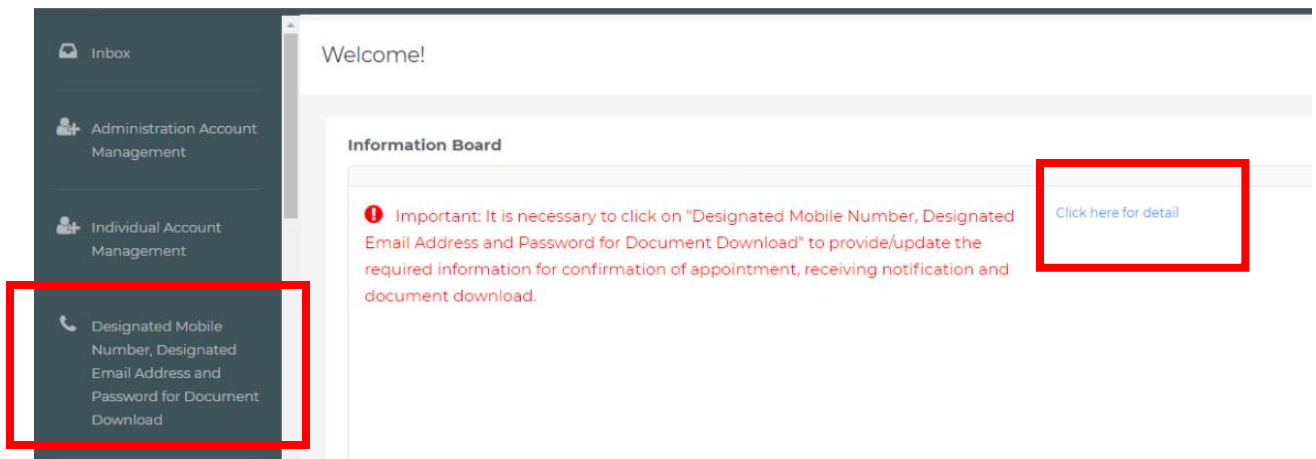 Inbox
Administration Account
Management
Individual Account
Management
Designated Mobile
Number, Designated
Email Address and
Password for Document
Download
Welcome!
Information Board
Important: It is necessary to click on "Designated Mobile Number, Designated
Email Address and Password for Document Download" to provide/update the
required information for confirmation of appointment, receiving notification and
document download.
Click here for detail